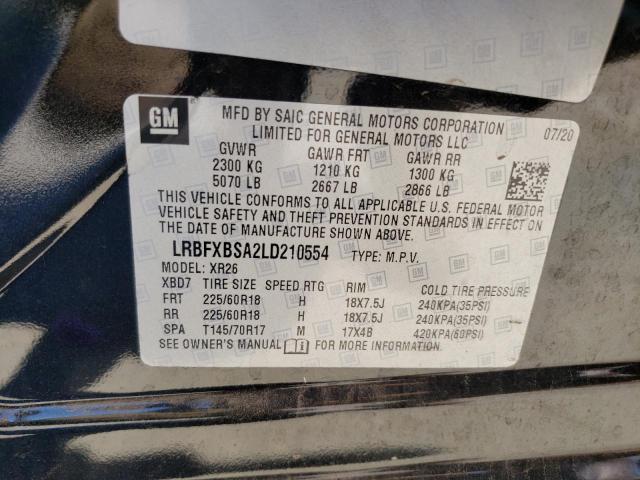 GM
MFD BY SAIC GENERAL MOTORS CORPORATION 07/20
LIMITED FOR GENERAL MOTORS LLC
GVWR GAWR FRT GAWR RR
2300 KG 1210 KG 1300 KG
5070 LB 2667 LB 2866 LB
THIS VEHICLE CONFORMS TO ALL APPLICABLE U.S. FEDERAL MOTOR
VEHICLE SAFETY AND THEFT PREVENTION STANDARDS IN EFFECT ON
THE DATE OF MANUFACTURE SHOWN ABOVE.
LRBFXBSA2LD210554 TYPE: M.P.V.
MODEL: XR26
XBD7 TIRE SIZE SPEED RTG RIM COLD TIRE PRESSURE
FRT 225/60R18 H 18X7.5J 240KPA(35PSI)
RR 225/60R18 H 18X7.5J 240KPA(35PSI)
SPA T145/70R17 M 17X4B 420KPA(60PSI)
SEE OWNER'S MANUAL FOR MORE INFORMATION.